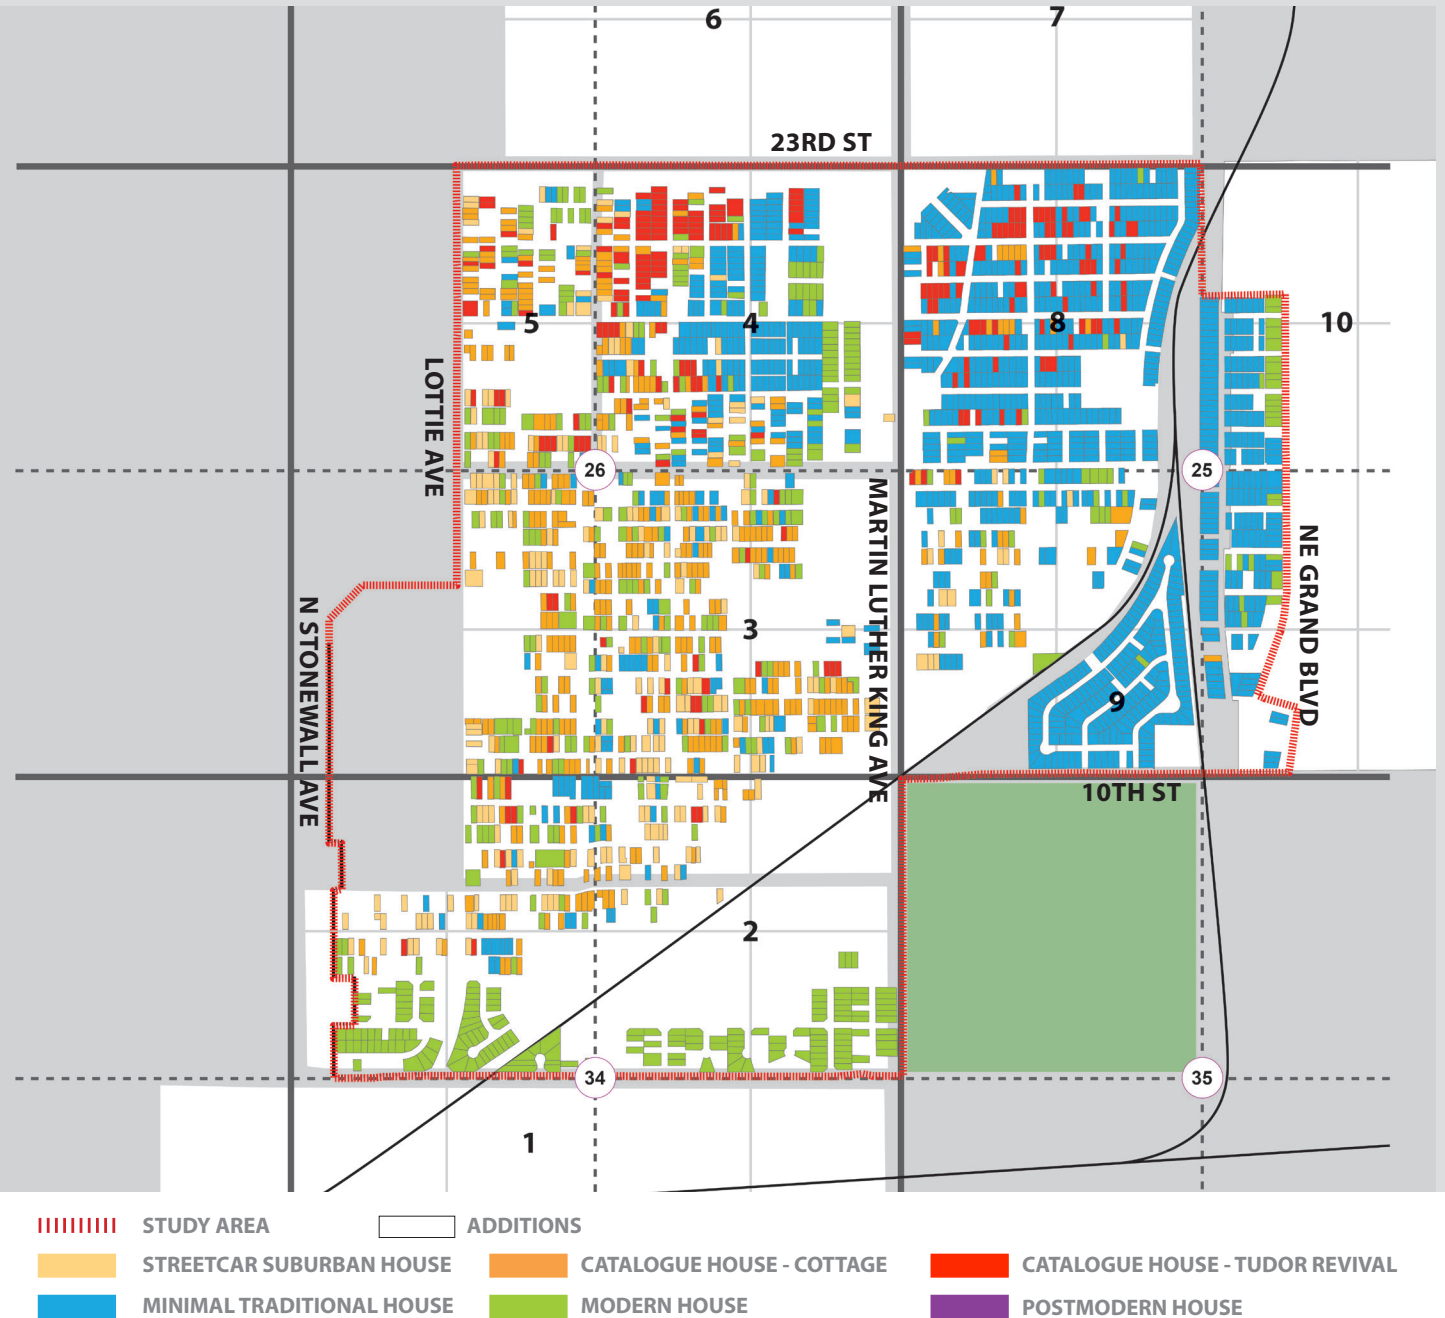 6
7
23RD ST
5
4
8
10
LOTTIE AVE
26
25
MARTIN LUTHER KING AVE
NE GRAND BLVD
N STONEWALL AVE
3
9
10TH ST
2
34
35
1
STUDY AREA
ADDITIONS
STREETCAR SUBURBAN HOUSE
CATALOGUE HOUSE - COTTAGE
CATALOGUE HOUSE - TUDOR REVIVAL
MINIMAL TRADITIONAL HOUSE
MODERN HOUSE
POSTMODERN HOUSE